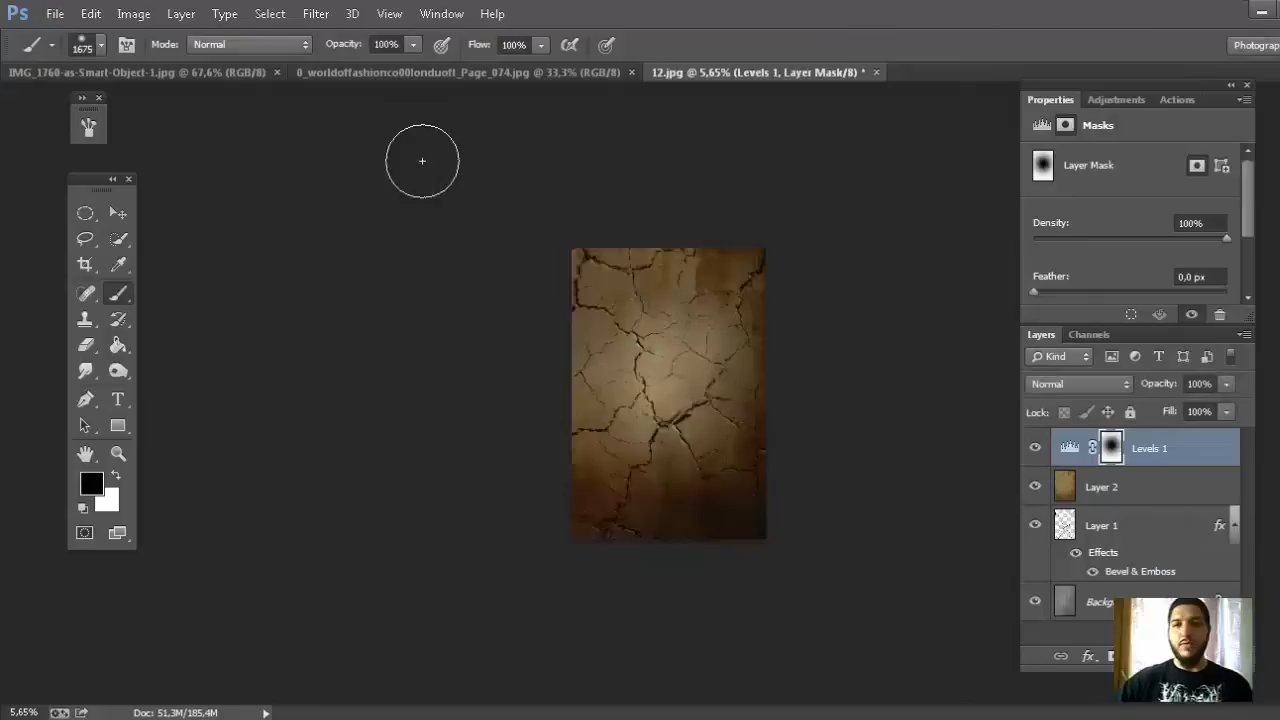 Ps File Edit Image Layer Type Select Filter 3D View Window Help
1675 Mode: Normal Opacity: 100% Flow: 100% Photograp
IMG_1760-as-Smart-Object-1.jpg @ 67,6% (RGB/8) × 0_worldoffashionco00londuoft_Page_074.jpg @ 33,3% (RGB/8) × 12.jpg @ 5,65% (Levels 1, Layer Mask/8) * ×
Properties Adjustments Actions
Masks
Layer Mask
Density: 100%
Feather: 0,0 px
Layers Channels
Kind
Normal Opacity: 100%
Lock: Fill: 100%
Levels 1
Layer 2
Layer 1 fx
Effects
Bevel & Emboss
Backg
fx.
5,65% Doc: 51,3M/185,4M